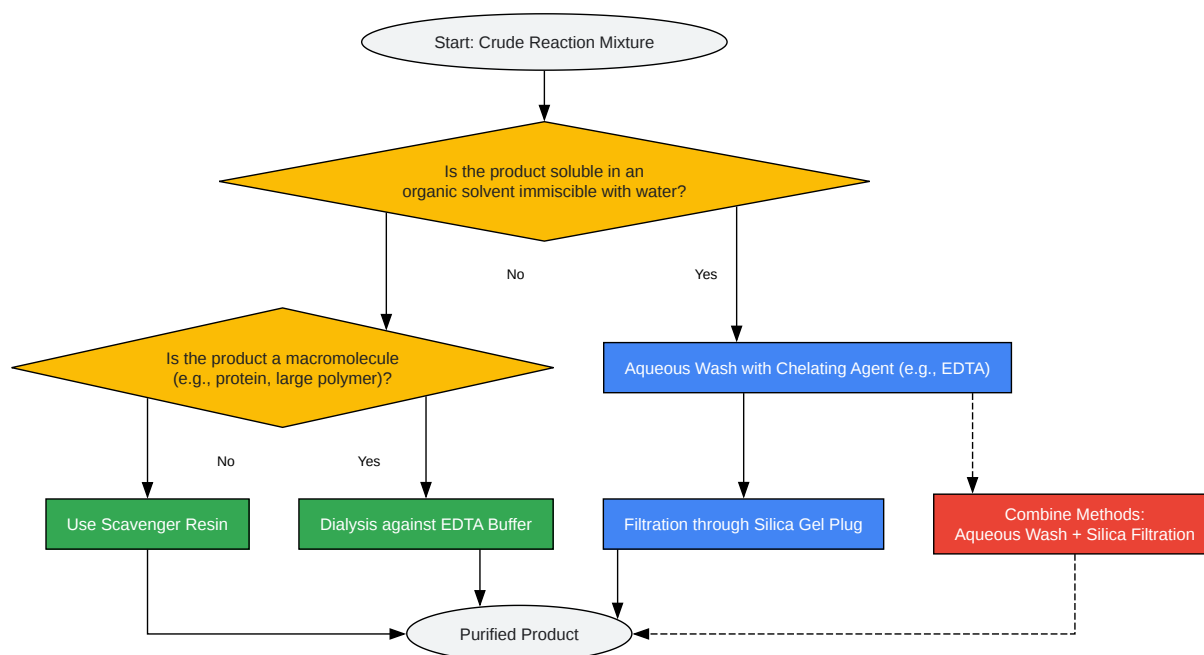 Start: Crude Reaction Mixture
Is the product soluble in an
organic solvent immiscible with water?
No
Yes
Is the product a macromolecule
(e.g., protein, large polymer)?
Aqueous Wash with Chelating Agent (e.g., EDTA)
No
Yes
Use Scavenger Resin
Dialysis against EDTA Buffer
Filtration through Silica Gel Plug
Combine Methods:
Aqueous Wash + Silica Filtration
Purified Product